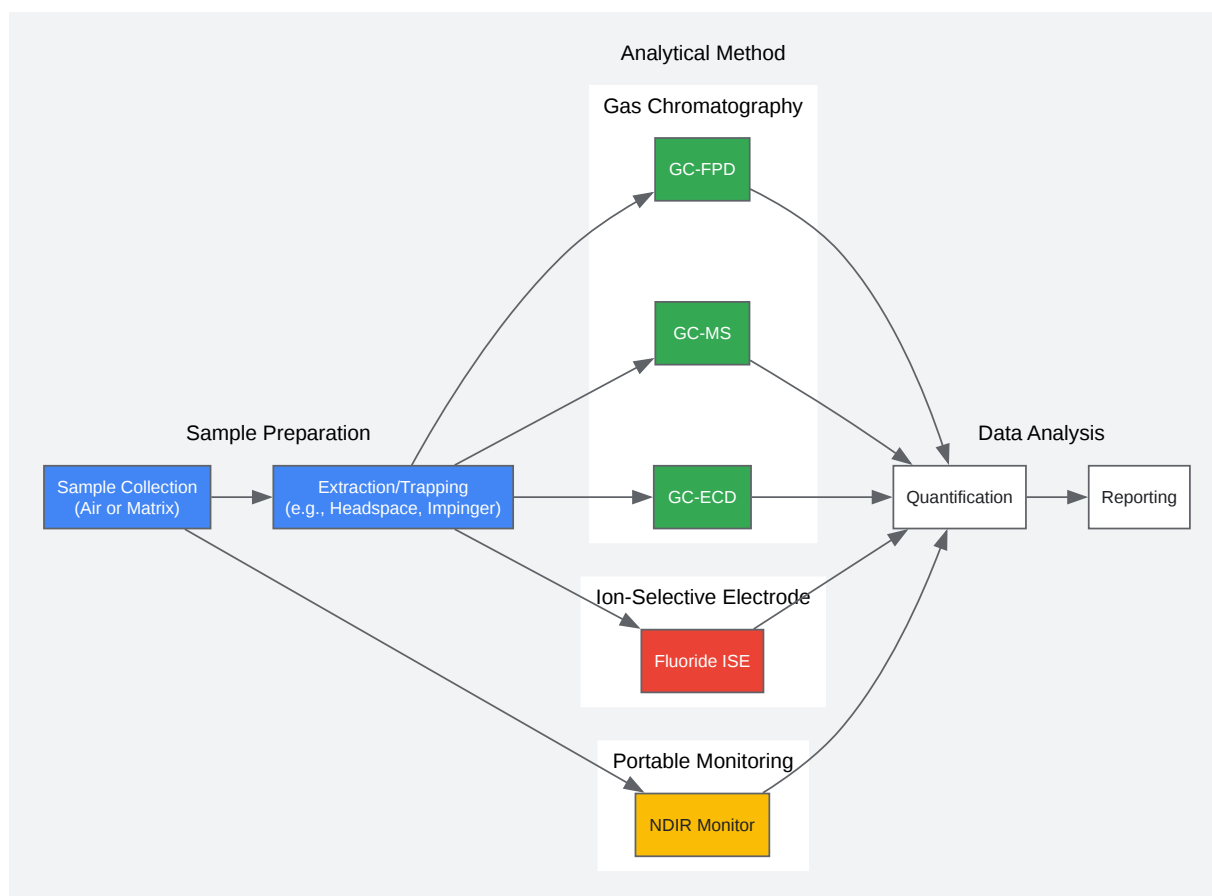 Analytical Method
Gas Chromatography
GC-FPD
GC-MS
Sample Preparation
Data Analysis
Sample Collection
(Air or Matrix)
Extraction/Trapping
(e.g., Headspace, Impinger)
GC-ECD
Quantification
Reporting
Ion-Selective Electrode
Fluoride ISE
Portable Monitoring
NDIR Monitor